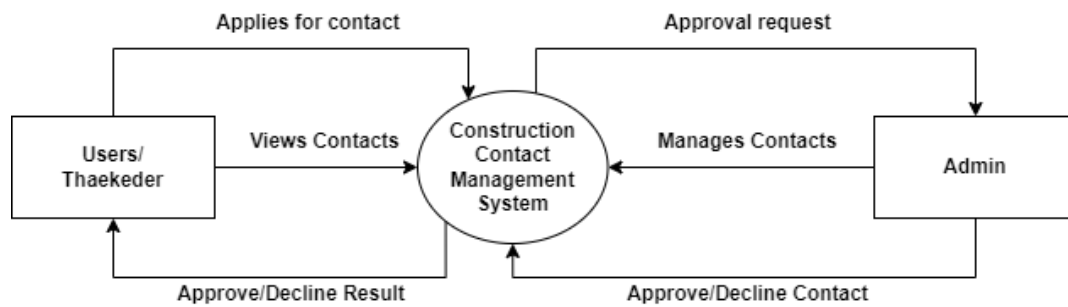 Applies for contact
Approval request
Users/
Thaekeder
Views Contacts
Construction
Contact
Management
System
Manages Contacts
Admin
Approve/Decline Result
Approve/Decline Contact